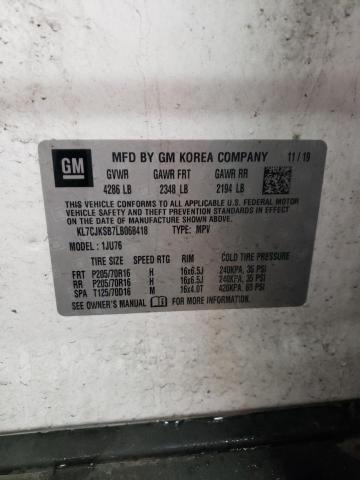 GM MFD BY GM KOREA COMPANY 11/19
GVWR GAWR FRT GAWR RR
4286 LB 2348 LB 2194 LB
THIS VEHICLE CONFORMS TO ALL APPLICABLE U.S. FEDERAL MOTOR
VEHICLE SAFETY, BUMPER, AND THEFT PREVENTION STANDARDS
IN EFFECT ON THE DATE OF MANUFACTURE SHOWN ABOVE.
KL7CJKSB7LB068418 TYPE: MPV
MODEL: 1JU76
TIRE SIZE SPEED RTG RIM COLD TIRE PRESSURE
FRT P205/70R16 H 16x6.5J 240KPA, 35 PSI
RR P205/70R16 H 16x6.5J 240KPA, 35 PSI
SPA T125/70D16 M 16x4.0T 420KPA, 60 PSI
SEE OWNER'S MANUAL FOR MORE INFORMATION.